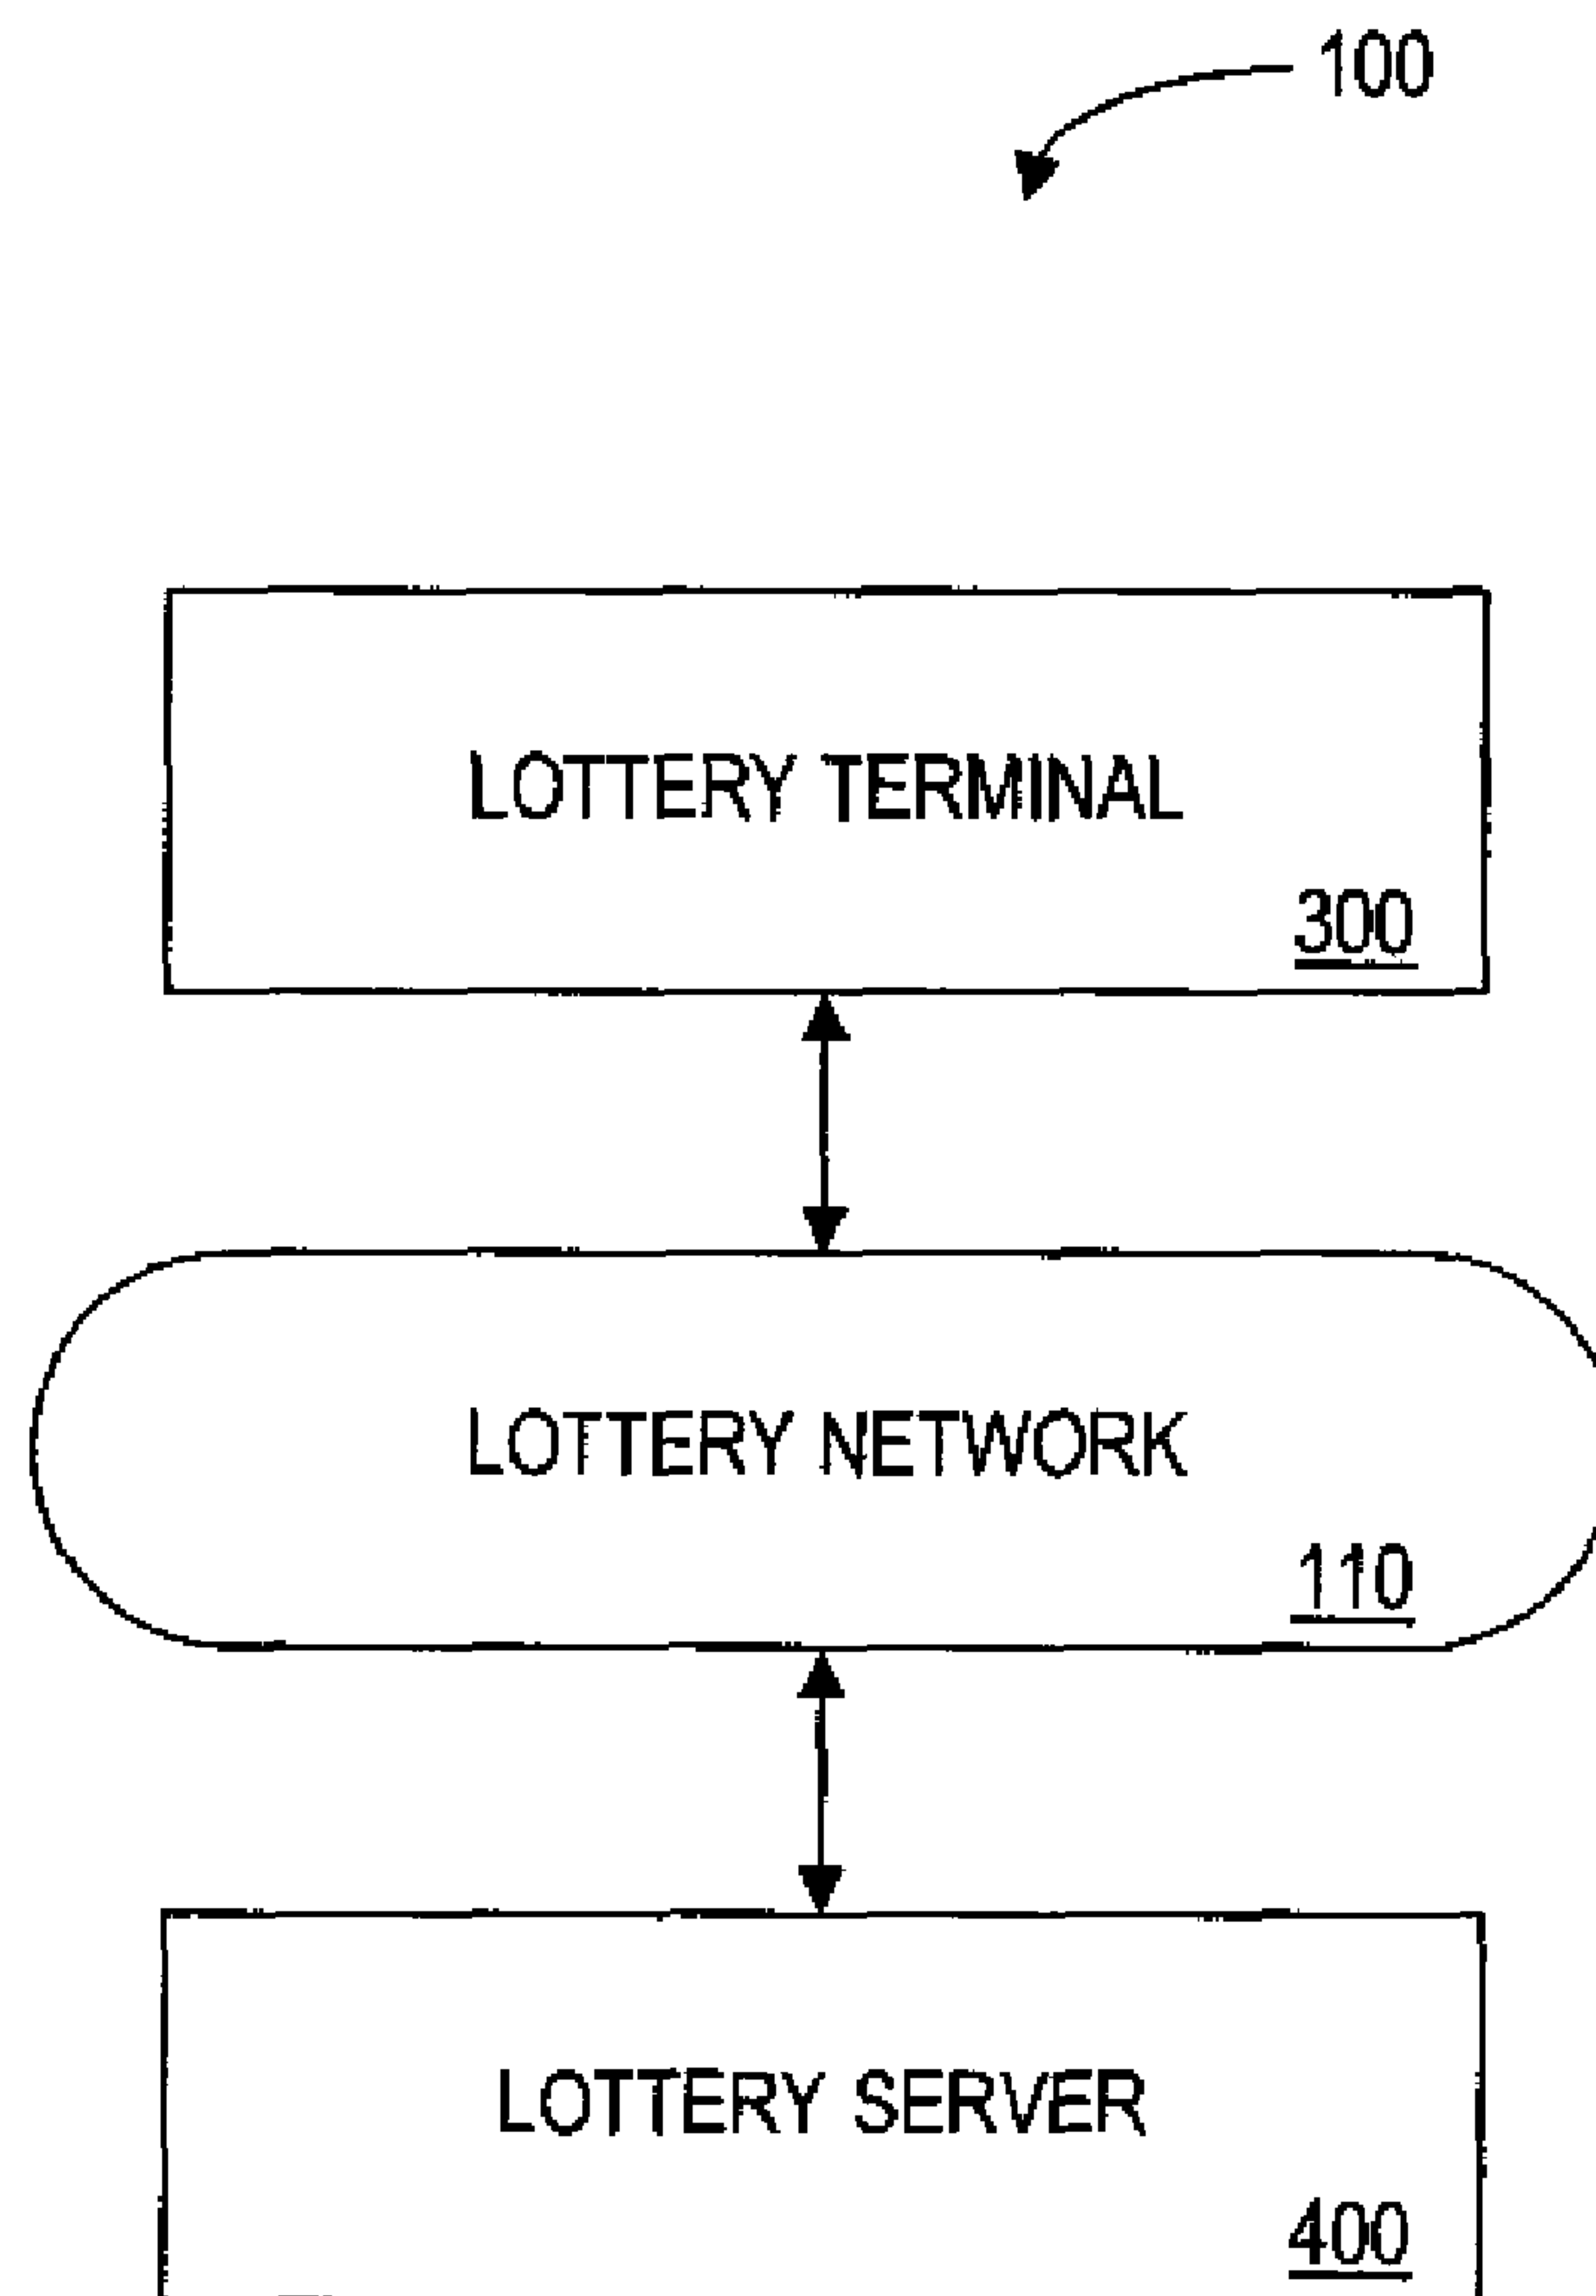 100
LOTTERY TERMINAL
300
LOTTERY NETWORK
110
LOTTERY SERVER
400